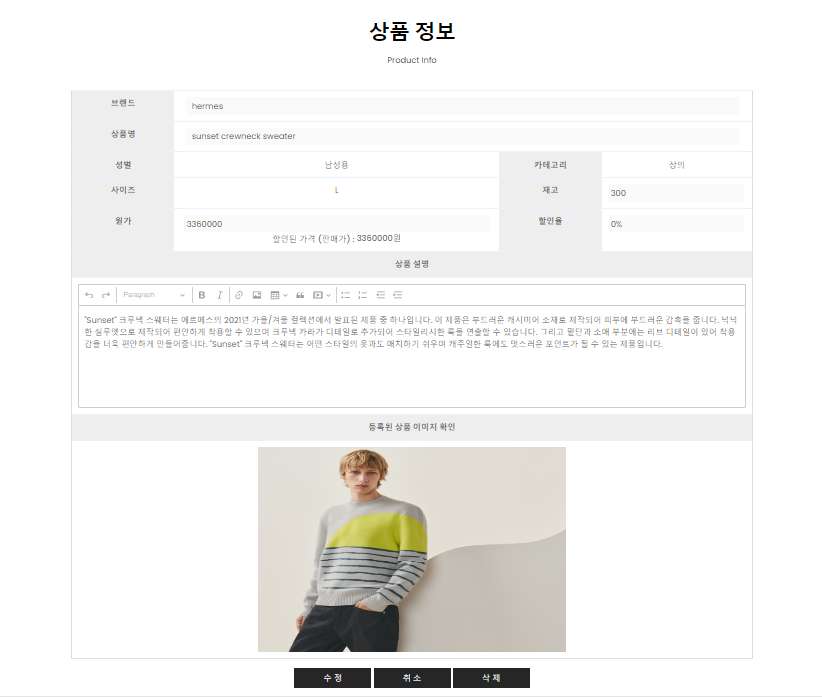 상품 정보
Product Info
브랜드 hermes
상품명 sunset crewneck sweater
성별 남성용 카테고리 상의
사이즈 L 재고 300
원가 3360000 할인율 0%
할인된 가격 (판매가) : 3360000원
상품 설명
Paragraph B I
"Sunset" 크루넥 스웨터는 에르메스의 2021년 가을/겨울 컬렉션에서 발표된 제품 중 하나입니다. 이 제품은 부드러운 캐시미어 소재로 제작되어 피부에 부드러운 감촉을 줍니다. 넉넉
한 실루엣으로 제작되어 편안하게 착용할 수 있으며 크루넥 카라가 디테일로 추가되어 스타일리시한 룩을 연출할 수 있습니다. 그리고 밑단과 소매 부분에는 리브 디테일이 있어 착용
감을 더욱 편안하게 만들어줍니다. "Sunset" 크루넥 스웨터는 어떤 스타일의 옷과도 매치하기 쉬우며 캐주얼한 룩에도 멋스러운 포인트가 될 수 있는 제품입니다.
등록된 상품 이미지 확인
수정 취소 삭제